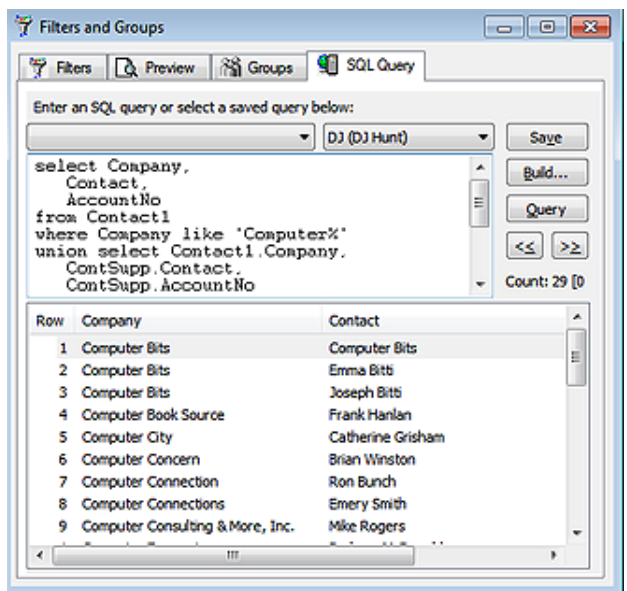 Filters and Groups
Filters Preview Groups SQL Query
Enter an SQL query or select a saved query below:
DJ (DJ Hunt) Save
select Company,
Contact,
AccountNo
from Contact1
where Company like 'Computer%'
union select Contact1.Company,
ContSupp.Contact,
ContSupp.AccountNo
Build...
Query
<< >>
Count: 29 [0
Row Company Contact
1 Computer Bits Computer Bits
2 Computer Bits Emma Bitti
3 Computer Bits Joseph Bitti
4 Computer Book Source Frank Hanlan
5 Computer City Catherine Grisham
6 Computer Concern Brian Winston
7 Computer Connection Ron Bunch
8 Computer Connections Emery Smith
9 Computer Consulting & More, Inc. Mike Rogers